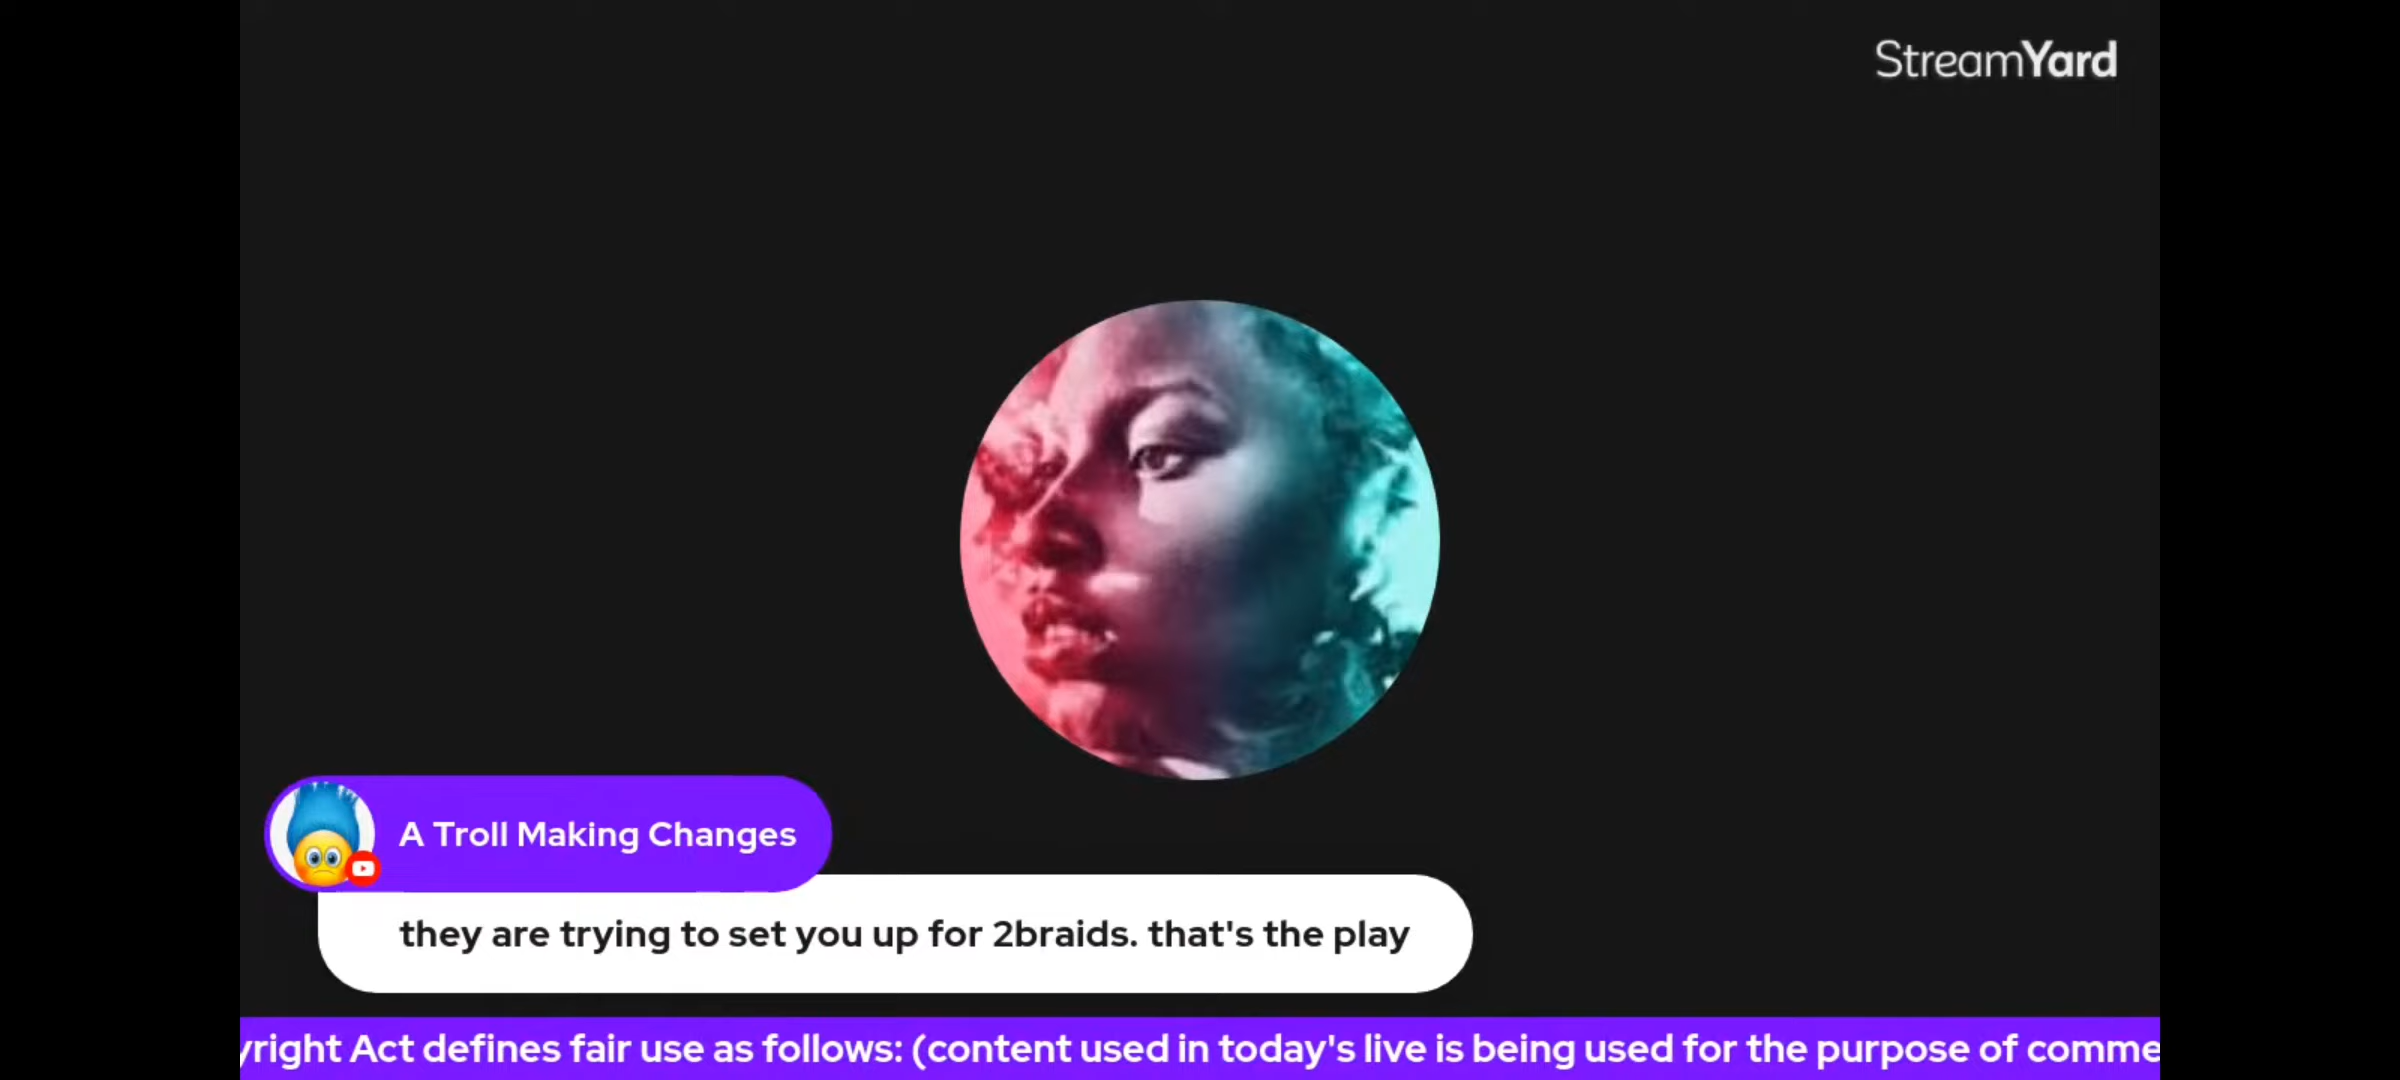 StreamYard
A Troll Making Changes
they are trying to set you up for 2braids. that's the play
yright Act defines fair use as follows: (content used in today's live is being used for the purpose of comme